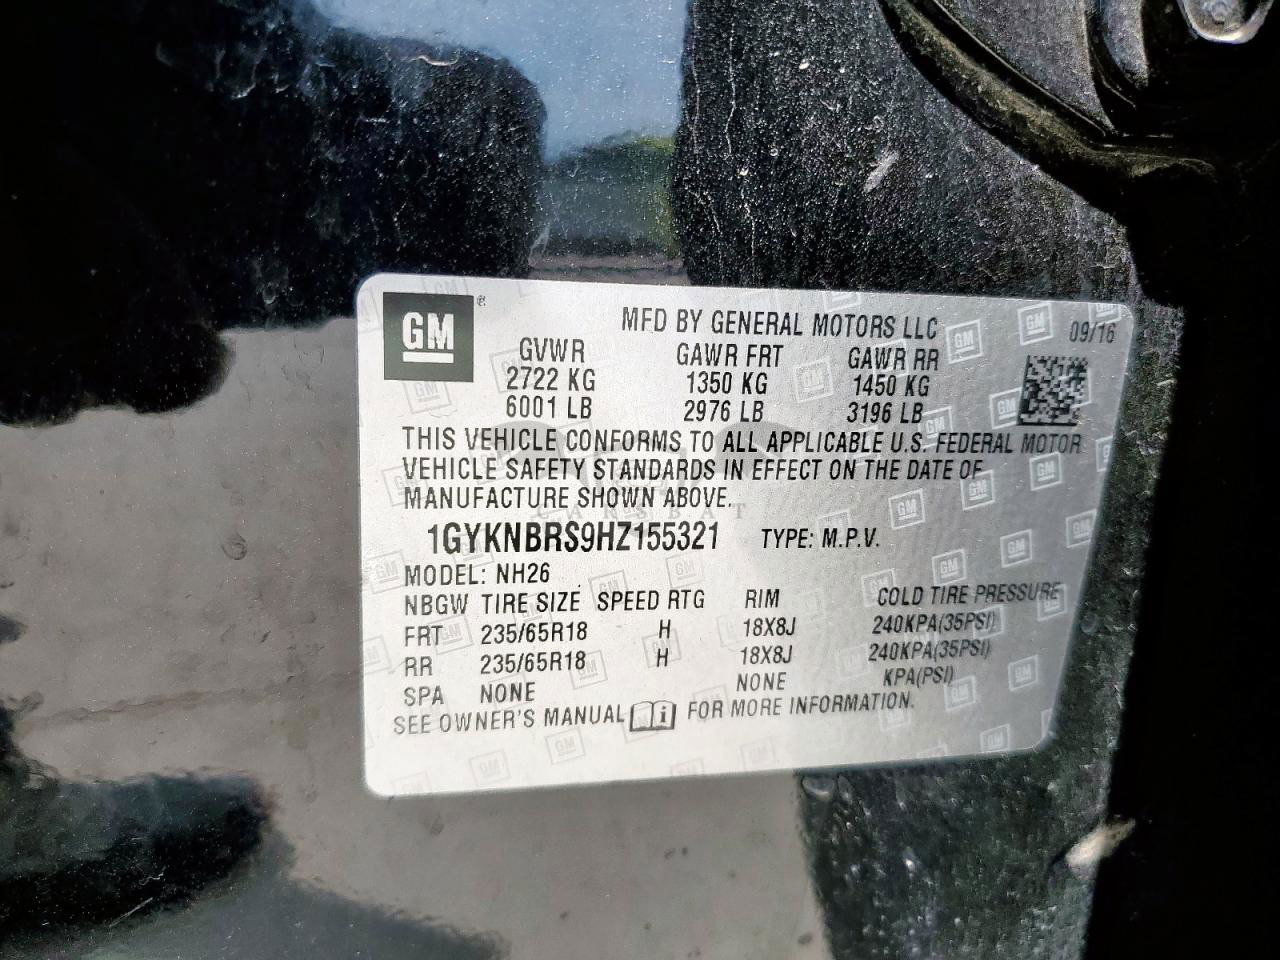 GM
MFD BY GENERAL MOTORS LLC 09/16
GVWR GAWR FRT GAWR RR
2722 KG 1350 KG 1450 KG
6001 LB 2976 LB 3196 LB
THIS VEHICLE CONFORMS TO ALL APPLICABLE U.S. FEDERAL MOTOR
VEHICLE SAFETY STANDARDS IN EFFECT ON THE DATE OF
MANUFACTURE SHOWN ABOVE.
1GYKNBRS9HZ155321 TYPE: M.P.V.
MODEL: NH26
NBGW TIRE SIZE SPEED RTG RIM COLD TIRE PRESSURE
FRT 235/65R18 H 18X8J 240KPA(35PSI)
RR 235/65R18 H 18X8J 240KPA(35PSI)
SPA NONE NONE KPA(PSI)
SEE OWNER'S MANUAL i FOR MORE INFORMATION.